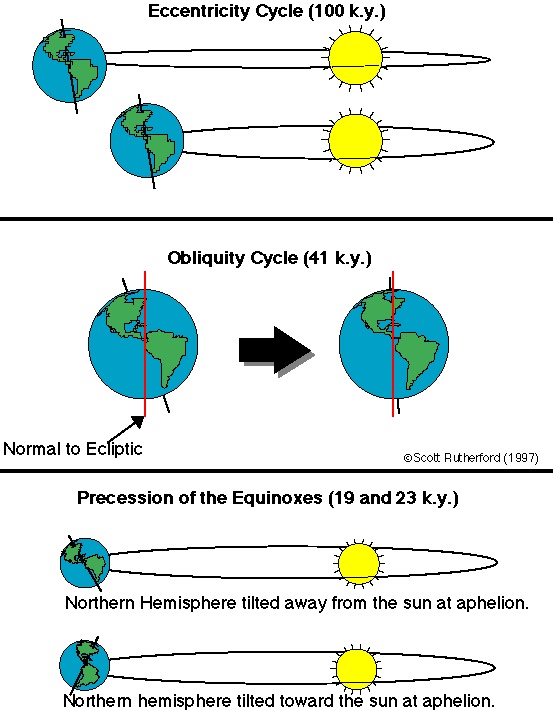 Eccentricity Cycle (100 k.y.)
Obliquity Cycle (41 k.y.)
Normal to Ecliptic
©Scott Rutherford (1997)
Precession of the Equinoxes (19 and 23 k.y.)
Northern Hemisphere tilted away from the sun at aphelion.
Northern hemisphere tilted toward the sun at aphelion.